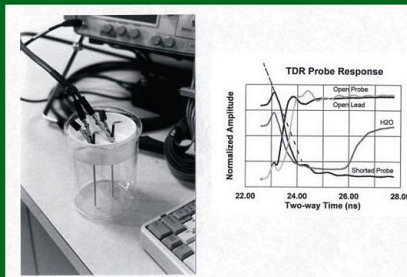 TDR Probe Response
Open Probe
Open Lead
H2O
Shorted Probe
Normalized Amplitude
22.00 24.00 26.00 28.00
Two-way Time (ns)